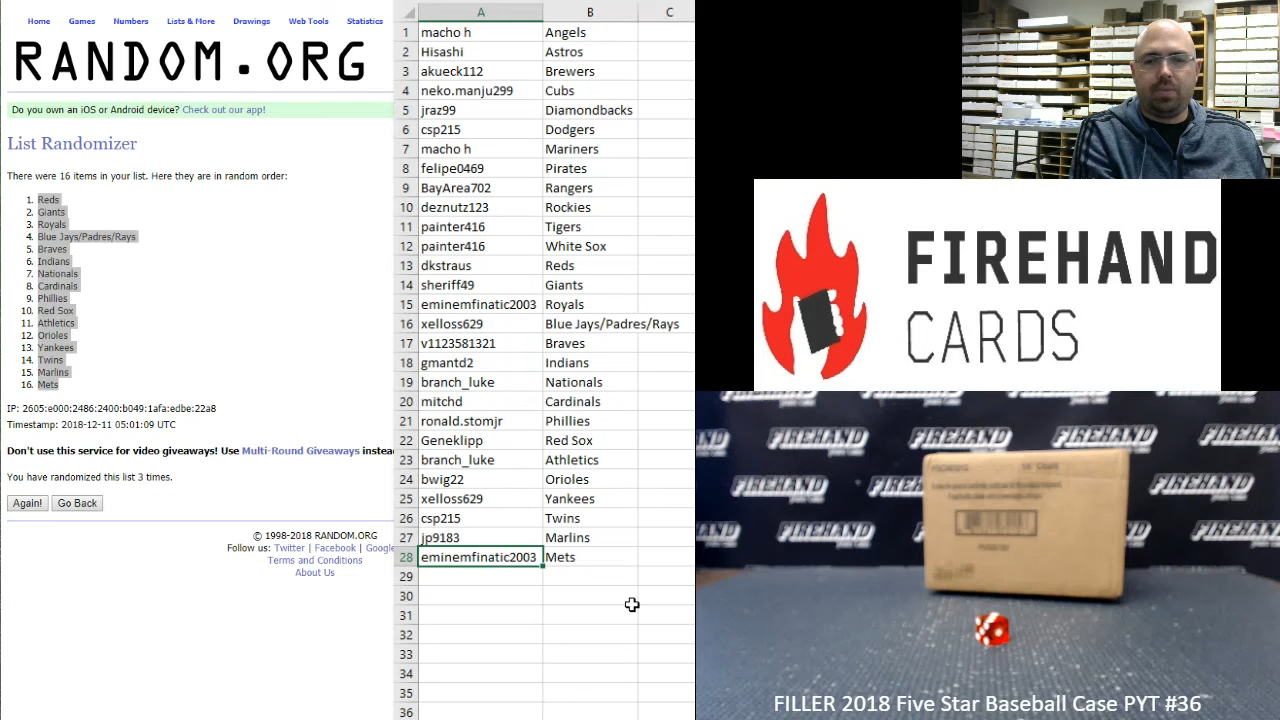 Home Games Numbers Lists & More Drawings Web Tools Statistics
RANDOM.ORG
Do you own an iOS or Android device? Check out our app!
List Randomizer
There were 16 items in your list. Here they are in random order:
1. Reds
2. Giants
3. Royals
4. Blue Jays/Padres/Rays
5. Braves
6. Indians
7. Nationals
8. Cardinals
9. Phillies
10. Red Sox
11. Athletics
12. Orioles
13. Yankees
14. Twins
15. Marlins
16. Mets
IP: 2605:e000:2486:2400:b049:1afa:edbe:22a8
Timestamp: 2018-12-11 05:01:09 UTC
Don't use this service for video giveaways! Use Multi-Round Giveaways instea
You have randomized this list 3 times.
Again! Go Back
© 1998-2018 RANDOM.ORG
Follow us: Twitter | Facebook | Google
Terms and Conditions
About Us
A B C
1 macho h Angels
2 Hisashi Astros
3 akueck112 Brewers
4 neko.manju299 Cubs
5 jraz99 Diamondbacks
6 csp215 Dodgers
7 macho h Mariners
8 felipe0469 Pirates
9 BayArea702 Rangers
10 deznutz123 Rockies
11 painter416 Tigers
12 painter416 White Sox
13 dkstraus Reds
14 sheriff49 Giants
15 eminemfinatic2003 Royals
16 xelloss629 Blue Jays/Padres/Rays
17 v1123581321 Braves
18 gmantd2 Indians
19 branch_luke Nationals
20 mitchd Cardinals
21 ronald.stomjr Phillies
22 Geneklipp Red Sox
23 branch_luke Athletics
24 bwig22 Orioles
25 xelloss629 Yankees
26 csp215 Twins
27 jp9183 Marlins
28 eminemfinatic2003 Mets
29
30
31
32
33
34
35
36
FIREHAND
CARDS
FIREHAND
FIREHAND
FIREHAND
FILLER 2018 Five Star Baseball Case PYT #36